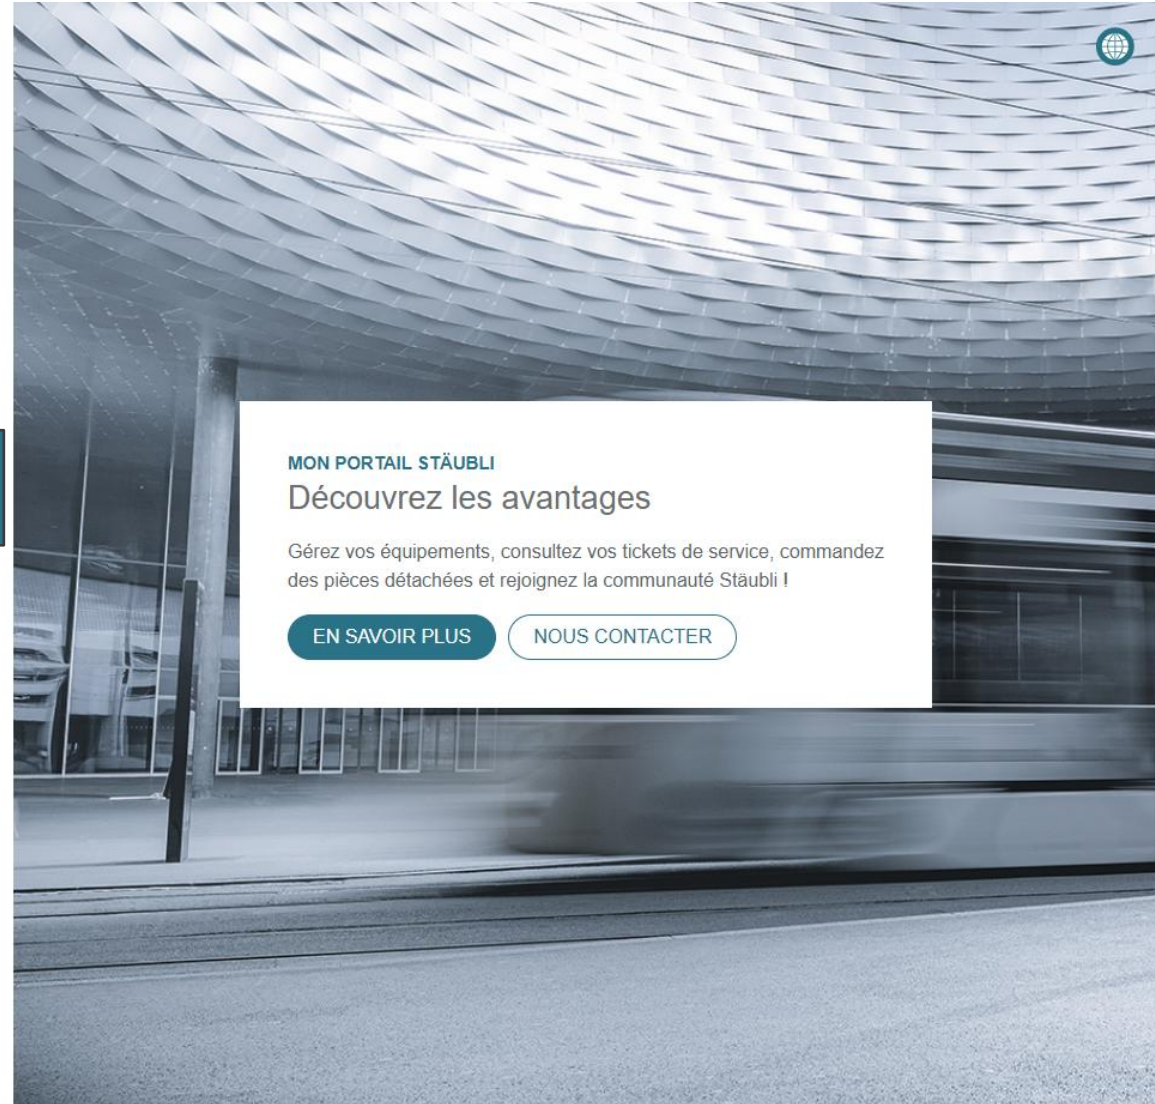 MON PORTAIL STÄUBLI
Découvrez les avantages
Gérez vos équipements, consultez vos tickets de service, commandez
des pièces détachées et rejoignez la communauté Stäubli !
EN SAVOIR PLUS
NOUS CONTACTER